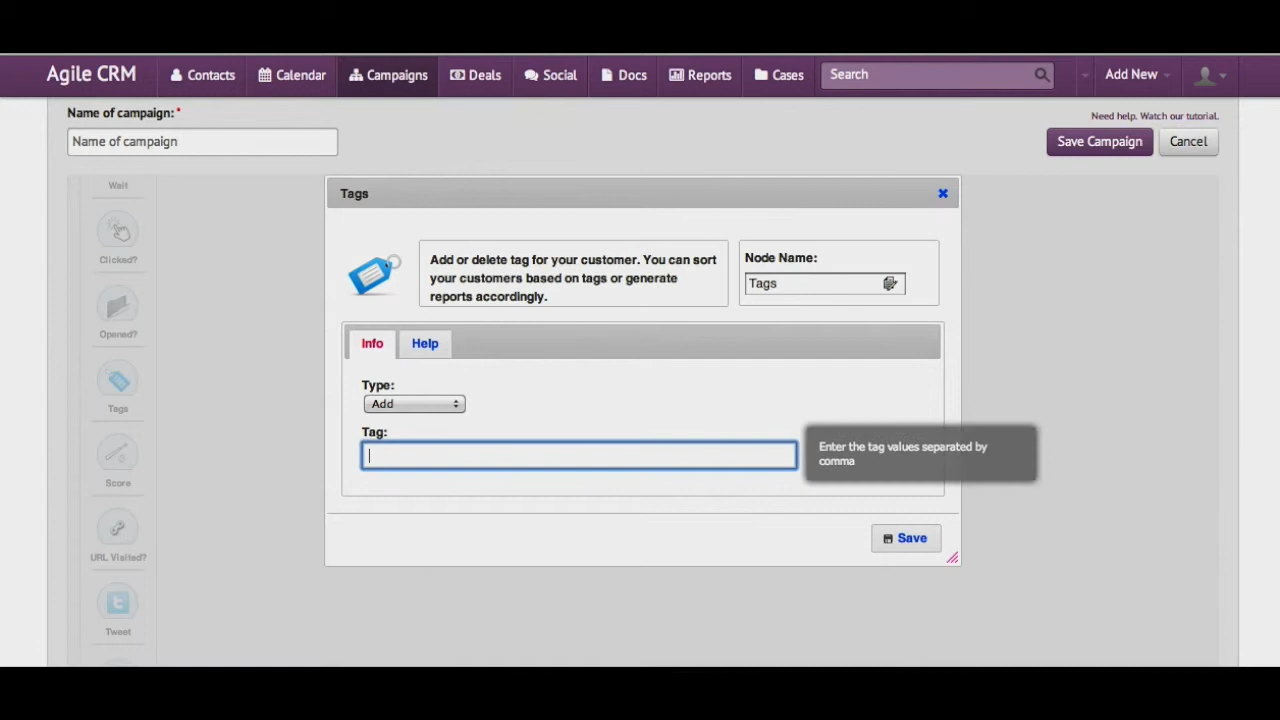 Agile CRM
Contacts
Calendar
Campaigns
Deals
Social
Docs
Reports
Cases
Search
Add New
Name of campaign: *
Need help. Watch our tutorial.
Name of campaign
Save Campaign
Cancel
Wait
Clicked?
Opened?
Tags
Score
URL Visited?
Tweet
Tags
Add or delete tag for your customer. You can sort
your customers based on tags or generate
reports accordingly.
Node Name:
Tags
Info
Help
Type:
Add
Tag:
Enter the tag values separated by
comma
Save